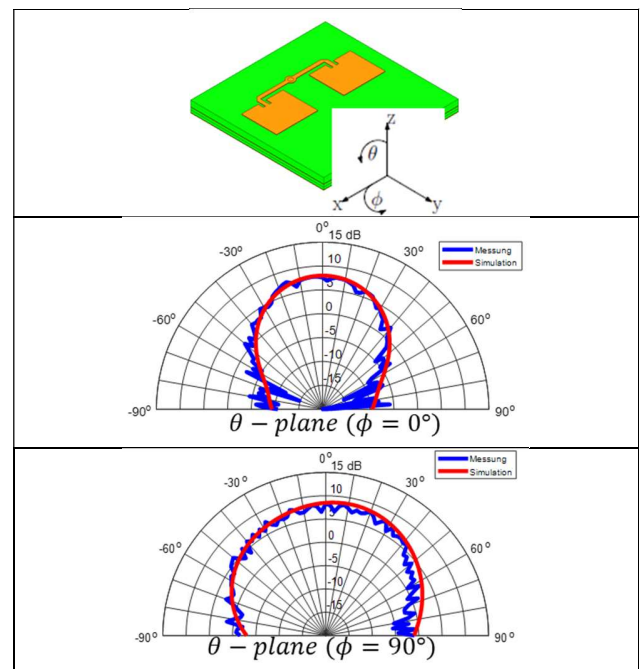 z
θ
x
ϕ
y
0°
15 dB
-30°
30°
10
5
0
-5
-10
-15
-60°
60°
-90°
90°
Messung
Simulation
θ − plane (ϕ = 0°)
0°
15 dB
-30°
30°
10
5
0
-5
-10
-15
-60°
60°
-90°
90°
Messung
Simulation
θ − plane (ϕ = 90°)